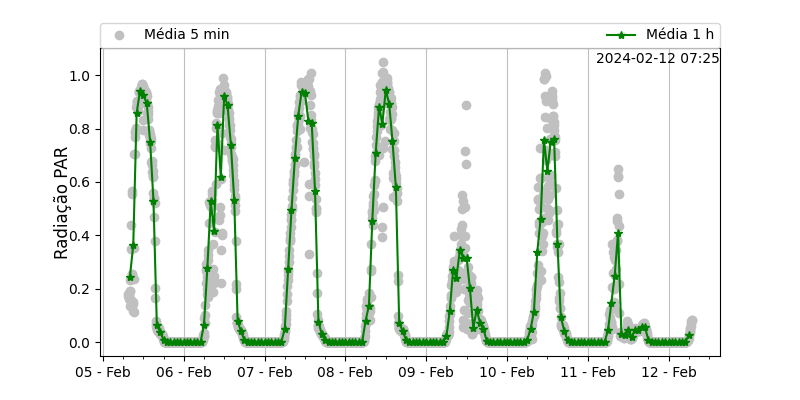 Média 5 min
Média 1 h
2024-02-12 07:25
Radiação PAR
1.0
0.8
0.6
0.4
0.2
0.0
05 - Feb
06 - Feb
07 - Feb
08 - Feb
09 - Feb
10 - Feb
11 - Feb
12 - Feb